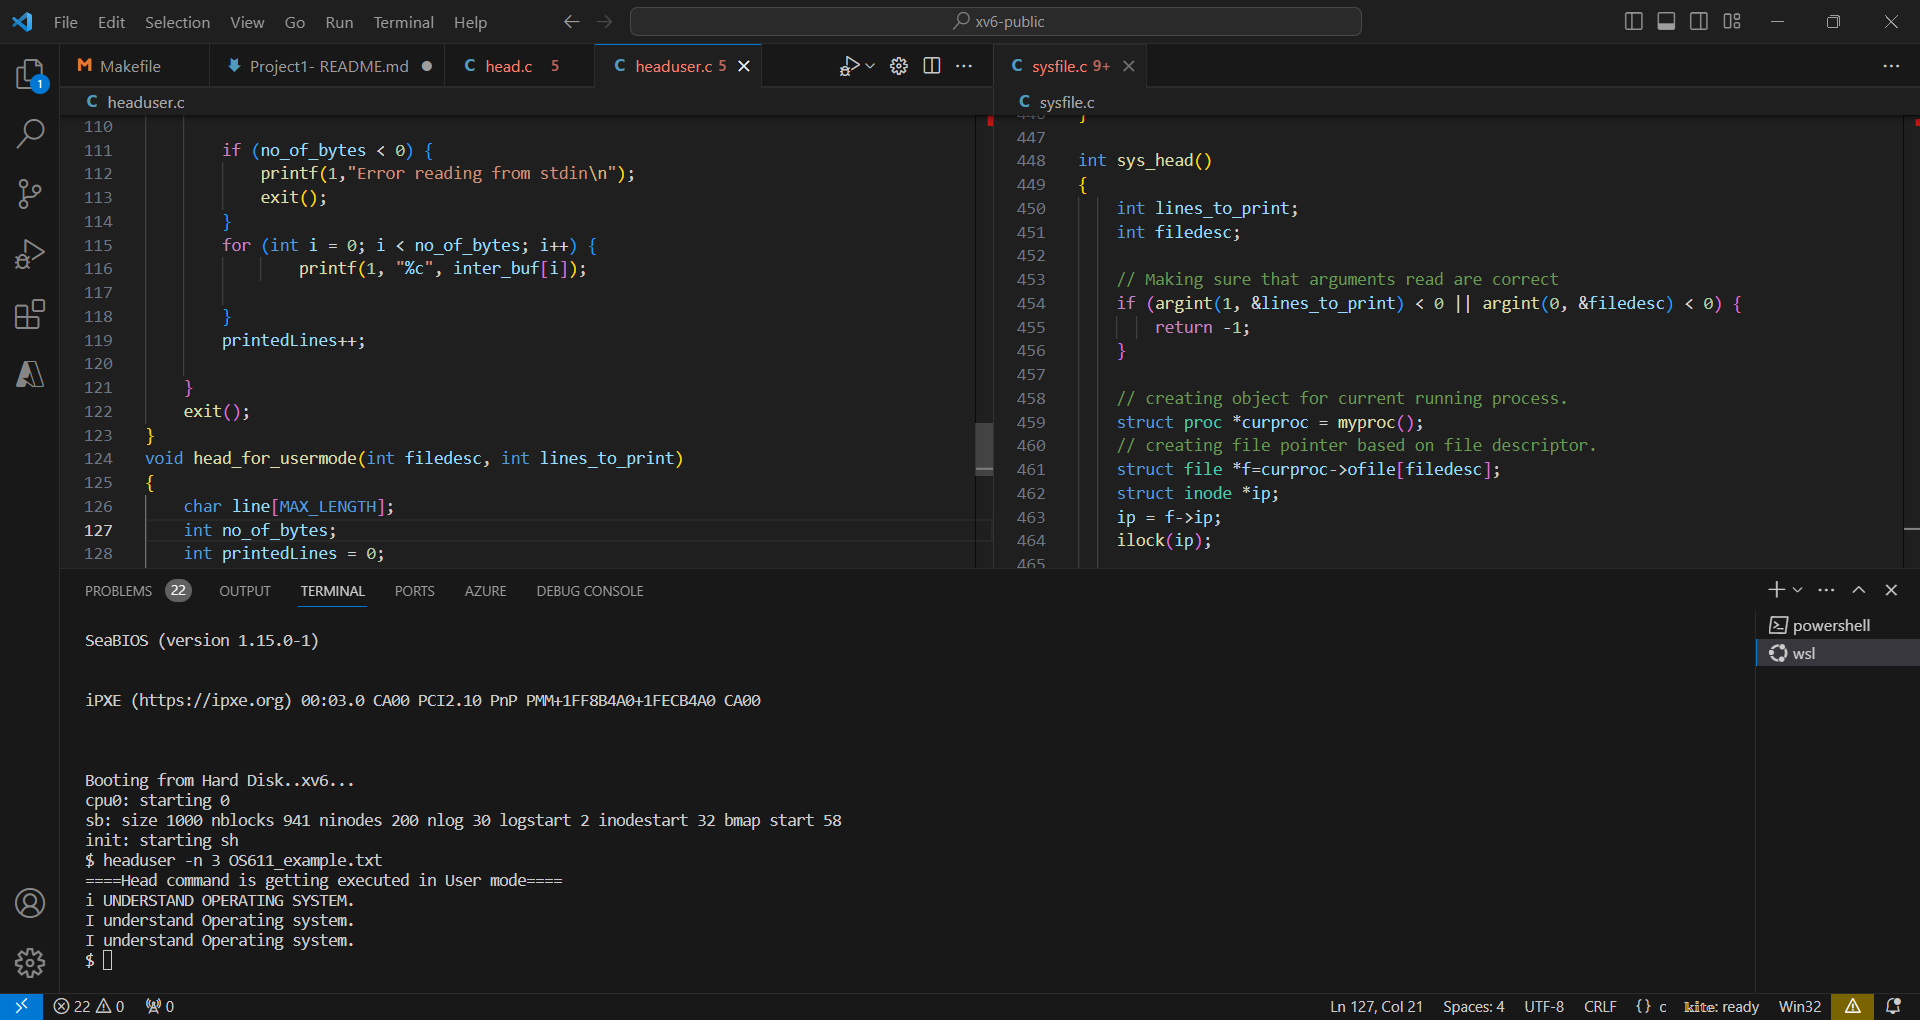 File Edit Selection View Go Run Terminal Help
xv6-public
Makefile
Project1- README.md
head.c 5
headuser.c 5
sysfile.c 9+
headuser.c
110
111 if (no_of_bytes < 0) {
112 printf(1,"Error reading from stdin\n");
113 exit();
114 }
115 for (int i = 0; i < no_of_bytes; i++) {
116 printf(1, "%c", inter_buf[i]);
117
118 }
119 printedLines++;
120
121 }
122 exit();
123 }
124 void head_for_usermode(int filedesc, int lines_to_print)
125 {
126 char line[MAX_LENGTH];
127 int no_of_bytes;
128 int printedLines = 0;
sysfile.c
446 }
447
448 int sys_head()
449 {
450 int lines_to_print;
451 int filedesc;
452
453 // Making sure that arguments read are correct
454 if (argint(1, &lines_to_print) < 0 || argint(0, &filedesc) < 0) {
455 return -1;
456 }
457
458 // creating object for current running process.
459 struct proc *curproc = myproc();
460 // creating file pointer based on file descriptor.
461 struct file *f=curproc->ofile[filedesc];
462 struct inode *ip;
463 ip = f->ip;
464 ilock(ip);
465
PROBLEMS 22 OUTPUT TERMINAL PORTS AZURE DEBUG CONSOLE
SeaBIOS (version 1.15.0-1)
iPXE (https://ipxe.org) 00:03.0 CA00 PCI2.10 PnP PMM+1FF8B4A0+1FECB4A0 CA00
Booting from Hard Disk..xv6...
cpu0: starting 0
sb: size 1000 nblocks 941 ninodes 200 nlog 30 logstart 2 inodestart 32 bmap start 58
init: starting sh
$ headuser -n 3 OS611_example.txt
====Head command is getting executed in User mode====
i UNDERSTAND OPERATING SYSTEM.
I understand Operating system.
I understand Operating system.
$
powershell
wsl
1
22 0 0
Ln 127, Col 21 Spaces: 4 UTF-8 CRLF {} c kite: ready Win32